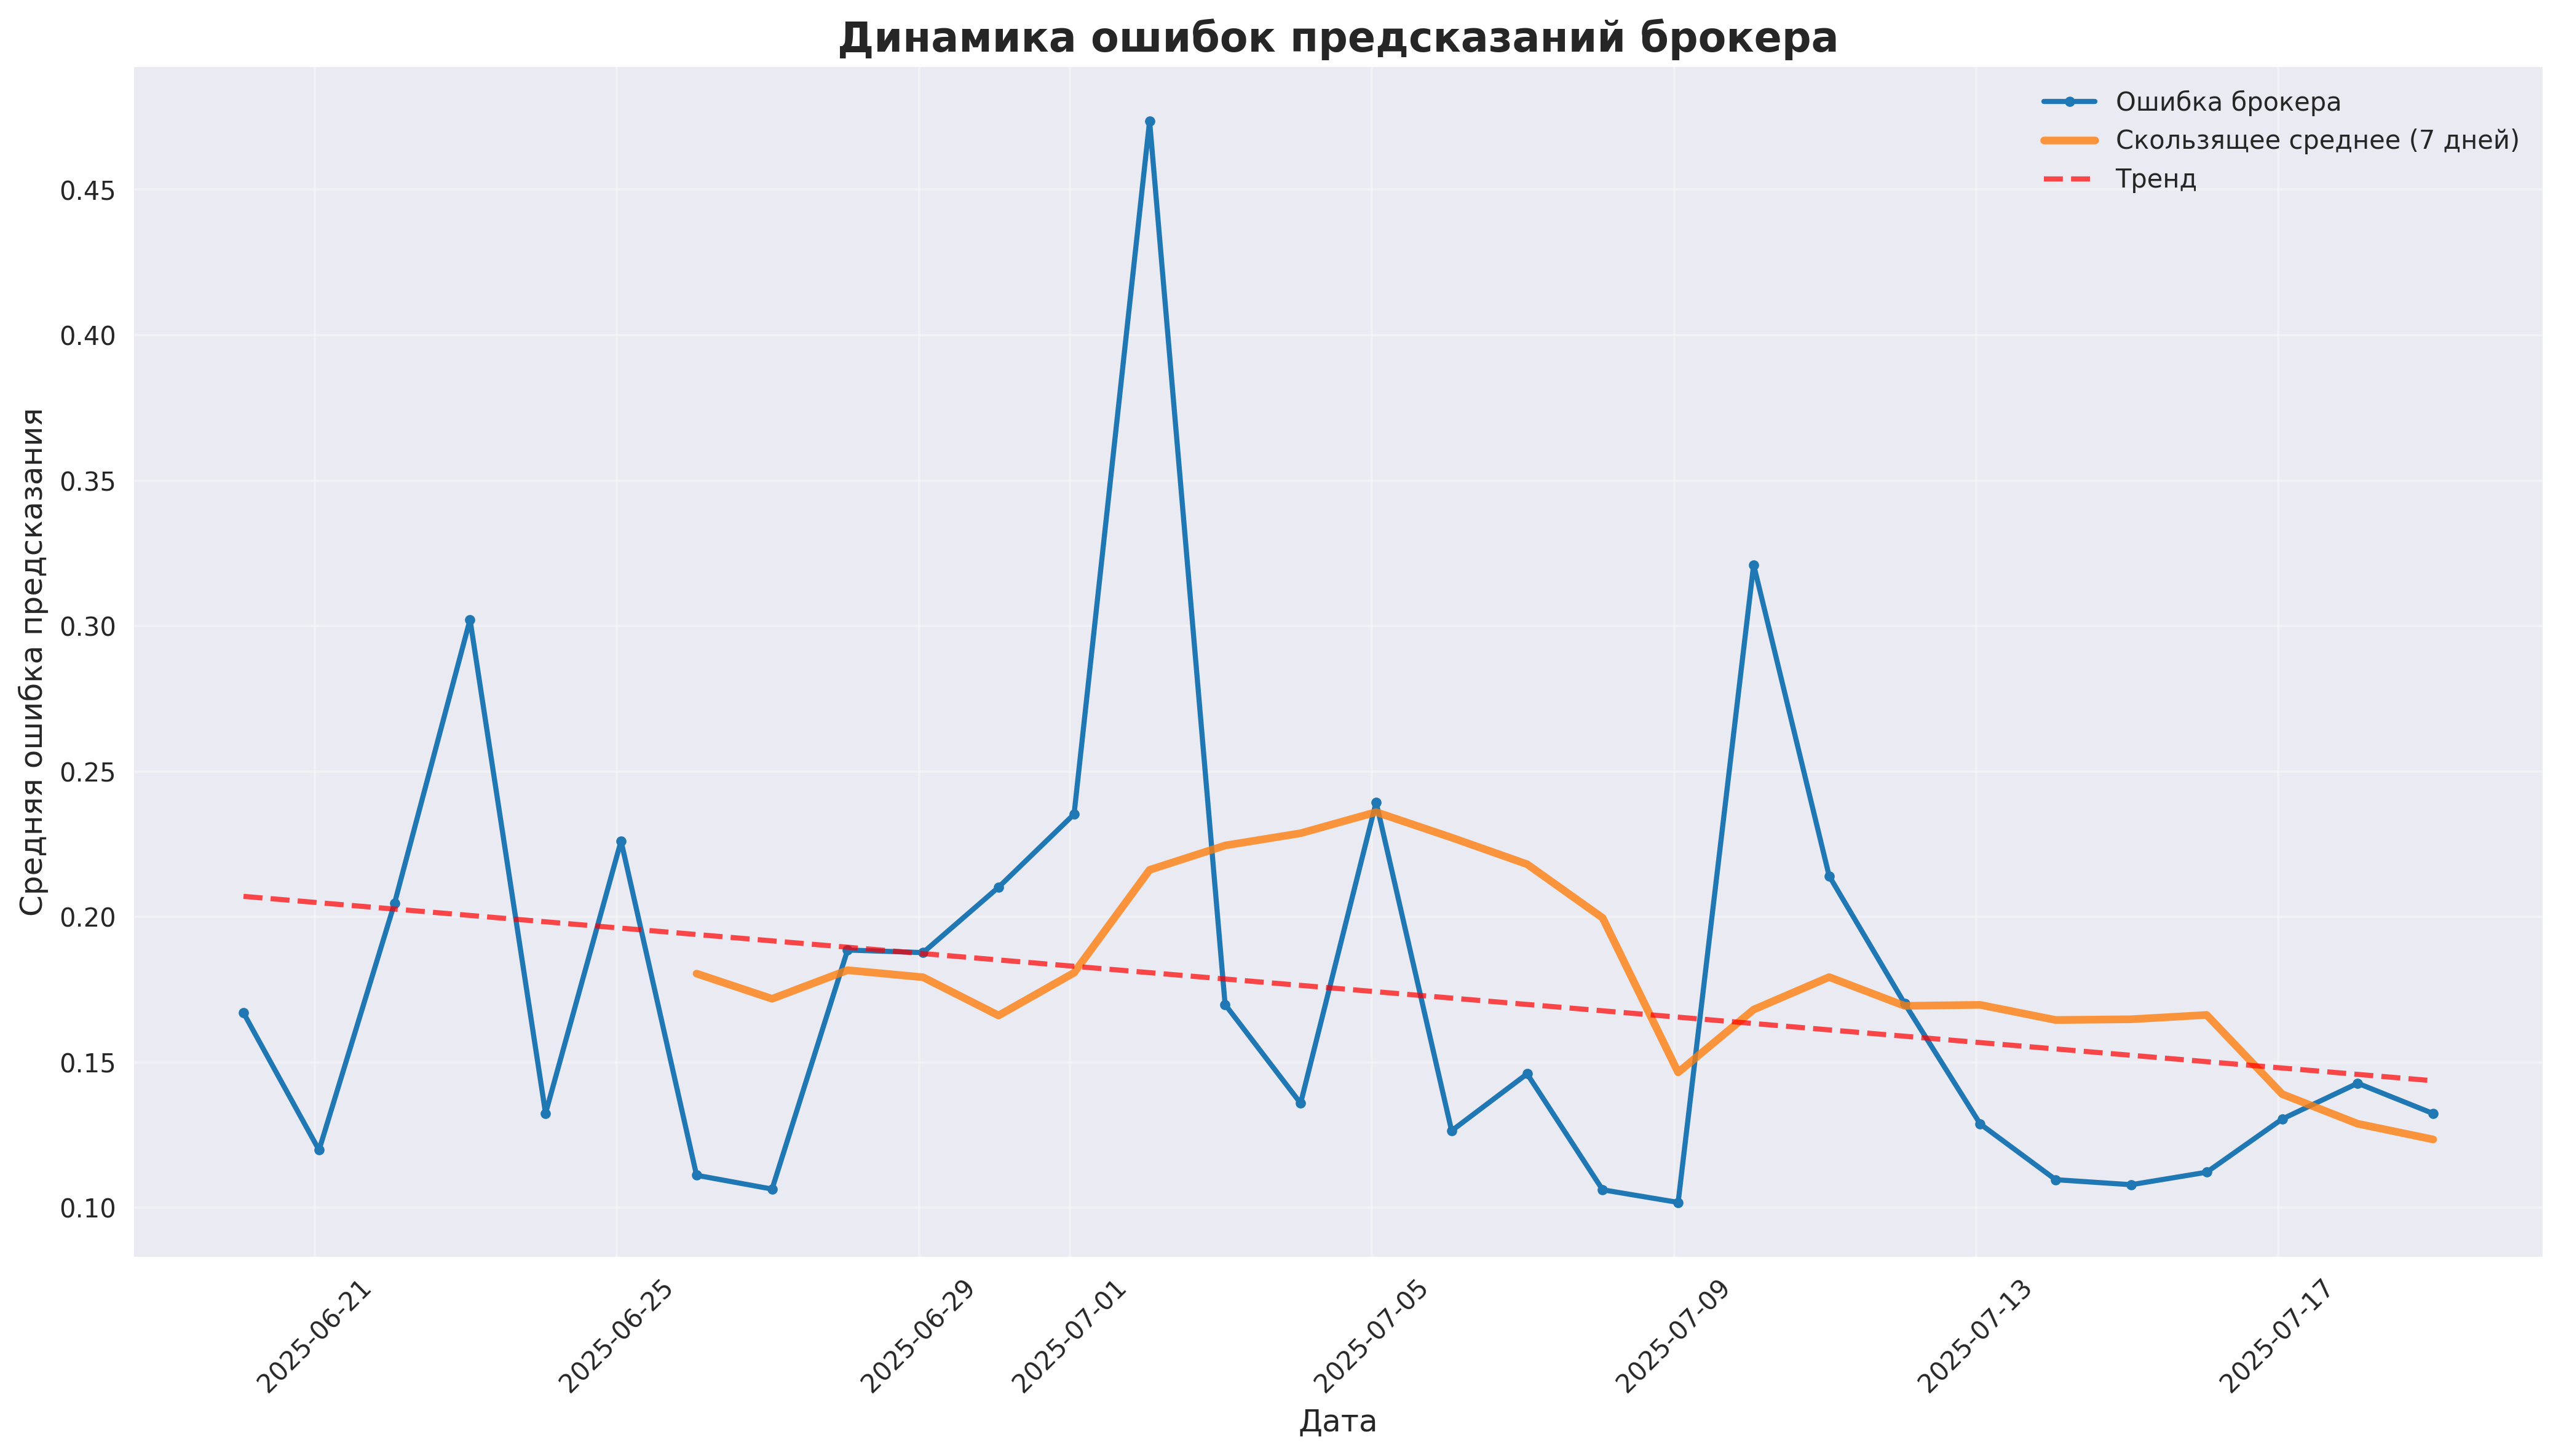 Динамика ошибок предсказаний брокера
Ошибка брокера
Скользящее среднее (7 дней)
Тренд
Средняя ошибка предсказания
0.45
0.40
0.35
0.30
0.25
0.20
0.15
0.10
2025-06-21
2025-06-25
2025-06-29
2025-07-01
2025-07-05
2025-07-09
2025-07-13
2025-07-17
Дата